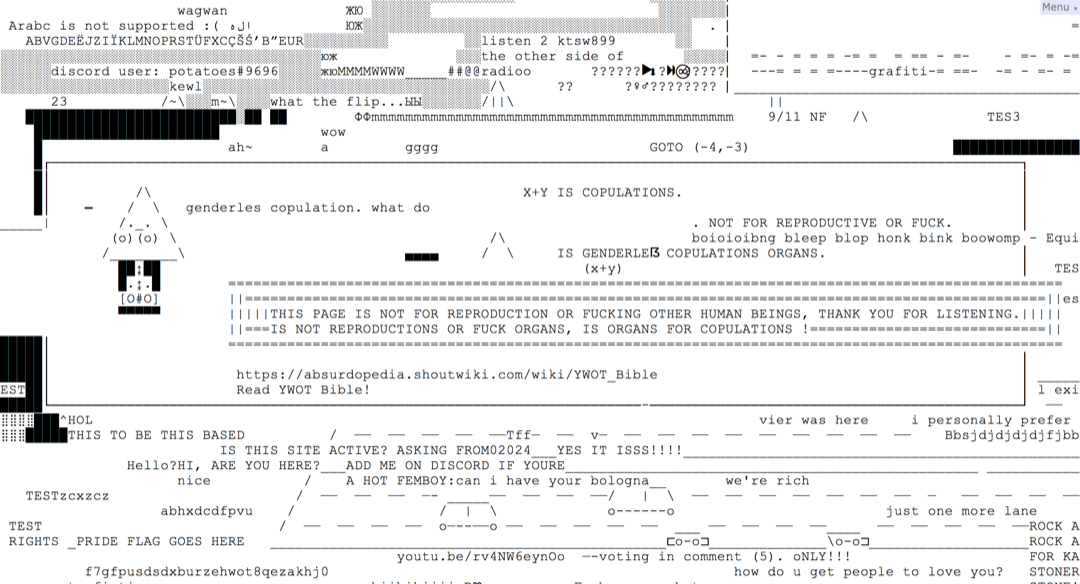 Menu
wagwan ЖЮ
Arabc is not supported :( ЮЖ .
ABVGDEËJZIÏKLMNOPRSTÜFXCÇŠŚ'B"EUR listen 2 ktsw899
юж the other side of =- - = = = -= = - = == = - -= =- = - =
discord user: potatoes#9696 жюMMMMWWWW_____##@@radioo ??????▶ ?⏭ ????| ---= = = =----grafiti-= ==- -= - =- =
kewl /\ ?? ?♀♂???????? |
23 /~\ m~\ what the flip...ЫЫ /||\ ||
ФФmmmmmmmmmmmmmmmmmmmmmmmmmmmmmmmmmmmmmmmmmmm 9/11 NF /\ TES3
wow
ah~ a gggg GOTO (-4,-3)
/\ X+Y IS COPULATIONS.
- / \ genderles copulation. what do
/._. \ . NOT FOR REPRODUCTIVE OR FUCK.
(o)(o) \ /\ boioioibng bleep blop honk bink boowomp - Equi
/________\ / \ IS GENDERLEẞ COPULATIONS ORGANS.
(x+y) TES
[O#O] ||====================||es
|||||THIS PAGE IS NOT FOR REPRODUCTION OR FUCKING OTHER HUMAN BEINGS, THANK YOU FOR LISTENING.|||||
||===IS NOT REPRODUCTIONS OR FUCK ORGANS, IS ORGANS FOR COPULATIONS !============================||
https://absurdopedia.shoutwiki.com/wiki/YWOT_Bible
EST Read YWOT Bible! l exi
^HOL vier was here i personally prefer
THIS TO BE THIS BASED / — — — — —Tff— — v— — — — — — — — Bbsjdjdjdjdjfjbb
IS THIS SITE ACTIVE? ASKING FROM02024___YES IT ISSS!!!!
Hello?HI, ARE YOU HERE?___ADD ME ON DISCORD IF YOURE
nice / A HOT FEMBOY:can i have your bologna__ we're rich
TESTzcxzcz / — — — — -- _____ — — — / | \ — — — —
abhxdcdfpvu / / | \ o------o just one more lane
TEST / — — — — o-----o — — — — ROCK A
RIGHTS _PRIDE FLAG GOES HERE o-o \o-o ROCK A
youtu.be/rv4NW6eynOo —-voting in comment (5). oNLY!!! FOR KA
f7gfpusdsdxburzehwot8qezakhj0 how do u get people to love you? STONER